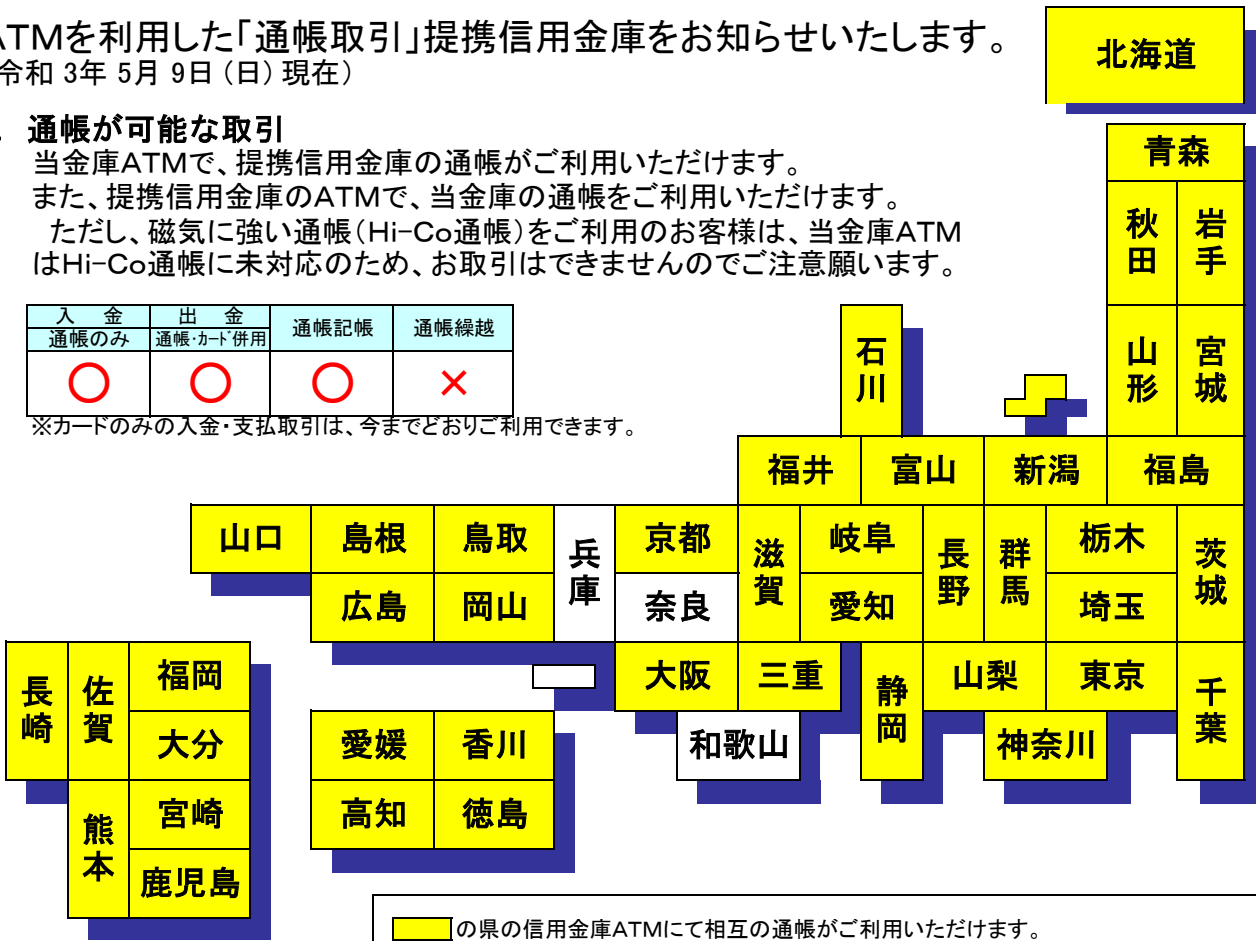 ATMを利用した「通帳取引」提携信用金庫をお知らせいたします。
令和 3年 5月 9日（日）現在）
北海道
通帳が可能な取引
当金庫ATMで、提携信用金庫の通帳がご利用いただけます。
また、提携信用金庫のATMで、当金庫の通帳をご利用いただけます。
ただし、磁気に強い通帳（Hi-Co通帳）をご利用のお客様は、当金庫ATM
はHi-Co通帳に未対応のため、お取引はできませんのでご注意願います。
青森
秋田 岩手
入　金 出　金 通帳記帳 通帳繰越
通帳のみ 通帳･ｶｰﾄﾞ併用
○ ○ ○ ×
※カードのみの入金・支払取引は、今までどおりご利用できます。
石川 山形 宮城
福井 富山 新潟 福島
山口 島根 鳥取 兵庫 京都 滋賀 岐阜 長野 群馬 栃木 茨城
広島 岡山 奈良 愛知 埼玉
長崎 佐賀 福岡 大阪 三重 静岡 山梨 東京 千葉
大分 愛媛 香川 和歌山 神奈川
熊本 宮崎 高知 徳島
鹿児島
の県の信用金庫ATMにて相互の通帳がご利用いただけます。